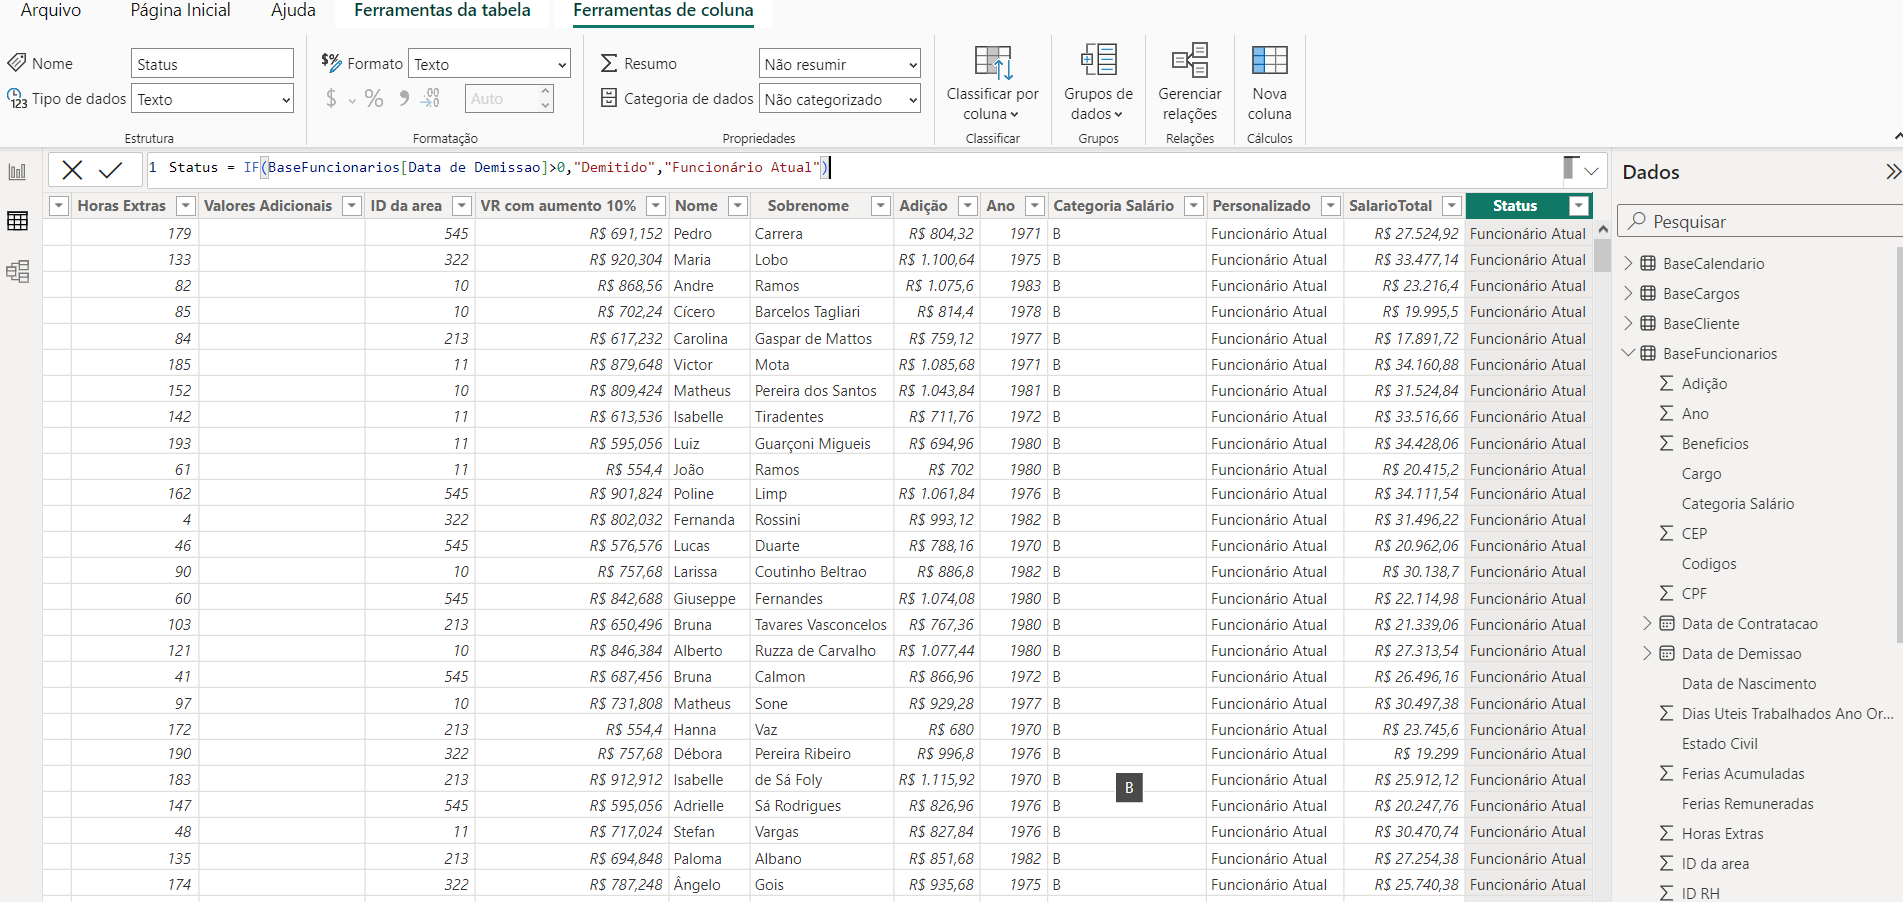 Arquivo Página Inicial Ajuda Ferramentas da tabela Ferramentas de coluna
Nome Status
Tipo de dados Texto
Estrutura
Formato Texto
$ % Auto
Formatação
Resumo Não resumir
Categoria de dados Não categorizado
Propriedades
Classificar por coluna
Classificar
Grupos de dados
Grupos
Gerenciar relações
Relações
Nova coluna
Cálculos
1 Status = IF(BaseFuncionarios[Data de Demissao]>0,"Demitido","Funcionário Atual")
Horas Extras Valores Adicionais ID da area VR com aumento 10% Nome Sobrenome Adição Ano Categoria Salário Personalizado SalarioTotal Status
179 545 R$ 691,152 Pedro Carrera R$ 804,32 1971 B Funcionário Atual R$ 27.524,92 Funcionário Atual
133 322 R$ 920,304 Maria Lobo R$ 1.100,64 1975 B Funcionário Atual R$ 33.477,14 Funcionário Atual
82 10 R$ 868,56 Andre Ramos R$ 1.075,6 1983 B Funcionário Atual R$ 23.216,4 Funcionário Atual
85 10 R$ 702,24 Cícero Barcelos Tagliari R$ 814,4 1978 B Funcionário Atual R$ 19.995,5 Funcionário Atual
84 213 R$ 617,232 Carolina Gaspar de Mattos R$ 759,12 1977 B Funcionário Atual R$ 17.891,72 Funcionário Atual
185 11 R$ 879,648 Victor Mota R$ 1.085,68 1971 B Funcionário Atual R$ 34.160,88 Funcionário Atual
152 10 R$ 809,424 Matheus Pereira dos Santos R$ 1.043,84 1981 B Funcionário Atual R$ 31.524,84 Funcionário Atual
142 11 R$ 613,536 Isabelle Tiradentes R$ 711,76 1972 B Funcionário Atual R$ 33.516,66 Funcionário Atual
193 11 R$ 595,056 Luiz Guarçoni Migueis R$ 694,96 1980 B Funcionário Atual R$ 34.428,06 Funcionário Atual
61 11 R$ 554,4 João Ramos R$ 702 1980 B Funcionário Atual R$ 20.415,2 Funcionário Atual
162 545 R$ 901,824 Poline Limp R$ 1.061,84 1976 B Funcionário Atual R$ 34.111,54 Funcionário Atual
4 322 R$ 802,032 Fernanda Rossini R$ 993,12 1982 B Funcionário Atual R$ 31.496,22 Funcionário Atual
46 545 R$ 576,576 Lucas Duarte R$ 788,16 1970 B Funcionário Atual R$ 20.962,06 Funcionário Atual
90 10 R$ 757,68 Larissa Coutinho Beltrao R$ 886,8 1982 B Funcionário Atual R$ 30.138,7 Funcionário Atual
60 545 R$ 842,688 Giuseppe Fernandes R$ 1.074,08 1980 B Funcionário Atual R$ 22.114,98 Funcionário Atual
103 213 R$ 650,496 Bruna Tavares Vasconcelos R$ 767,36 1980 B Funcionário Atual R$ 21.339,06 Funcionário Atual
121 10 R$ 846,384 Alberto Ruzza de Carvalho R$ 1.077,44 1980 B Funcionário Atual R$ 27.313,54 Funcionário Atual
41 545 R$ 687,456 Bruna Calmon R$ 866,96 1972 B Funcionário Atual R$ 26.496,16 Funcionário Atual
97 10 R$ 731,808 Matheus Sone R$ 929,28 1977 B Funcionário Atual R$ 30.497,38 Funcionário Atual
172 213 R$ 554,4 Hanna Vaz R$ 680 1970 B Funcionário Atual R$ 23.745,6 Funcionário Atual
190 322 R$ 757,68 Débora Pereira Ribeiro R$ 996,8 1976 B Funcionário Atual R$ 19.299 Funcionário Atual
183 213 R$ 912,912 Isabelle de Sá Foly R$ 1.115,92 1970 B Funcionário Atual R$ 25.912,12 Funcionário Atual
B
147 545 R$ 595,056 Adrielle Sá Rodrigues R$ 826,96 1976 B Funcionário Atual R$ 20.247,76 Funcionário Atual
48 11 R$ 717,024 Stefan Vargas R$ 827,84 1976 B Funcionário Atual R$ 30.470,74 Funcionário Atual
135 213 R$ 694,848 Paloma Albano R$ 851,68 1982 B Funcionário Atual R$ 27.254,38 Funcionário Atual
174 322 R$ 787,248 Ângelo Gois R$ 935,68 1975 B Funcionário Atual R$ 25.740,38 Funcionário Atual
Dados
Pesquisar
BaseCalendario
BaseCargos
BaseCliente
BaseFuncionarios
Adição
Ano
Beneficios
Cargo
Categoria Salário
CEP
Codigos
CPF
Data de Contratacao
Data de Demissao
Data de Nascimento
Dias Uteis Trabalhados Ano Or...
Estado Civil
Ferias Acumuladas
Ferias Remuneradas
Horas Extras
ID da area
ID RH